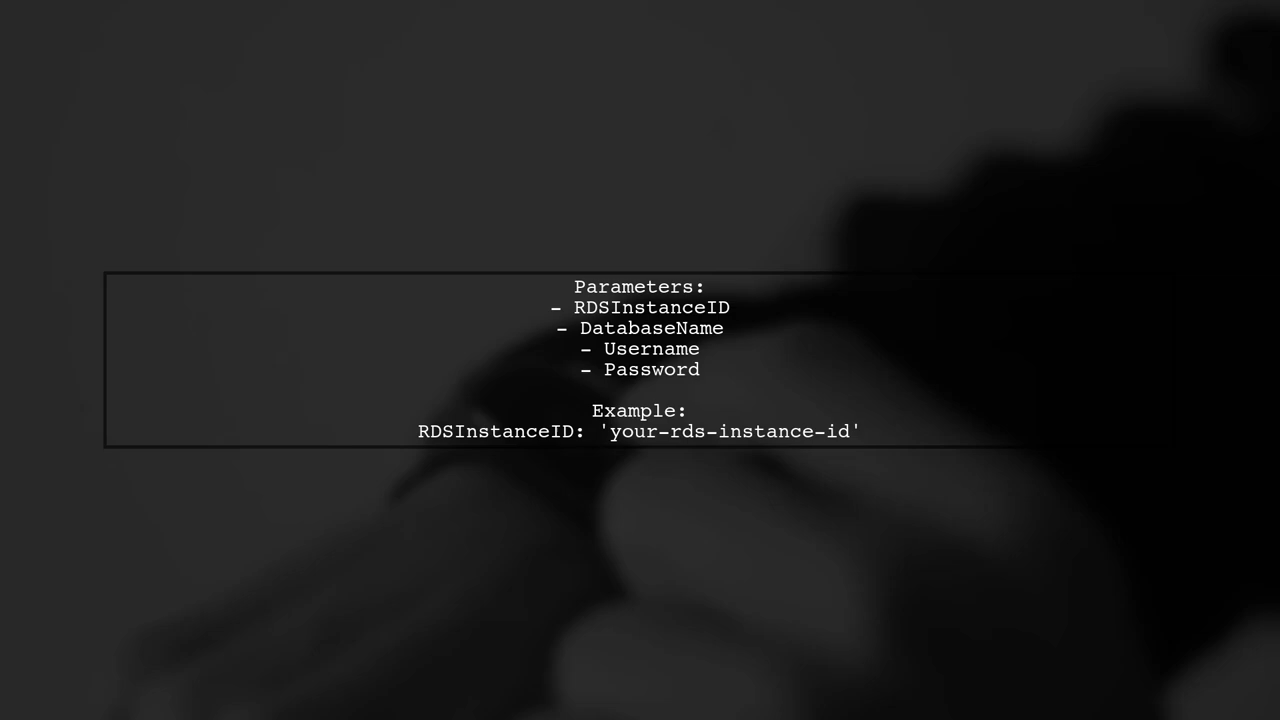 Parameters:
- RDSInstanceID
- DatabaseName
- Username
- Password
Example:
RDSInstanceID: 'your-rds-instance-id'